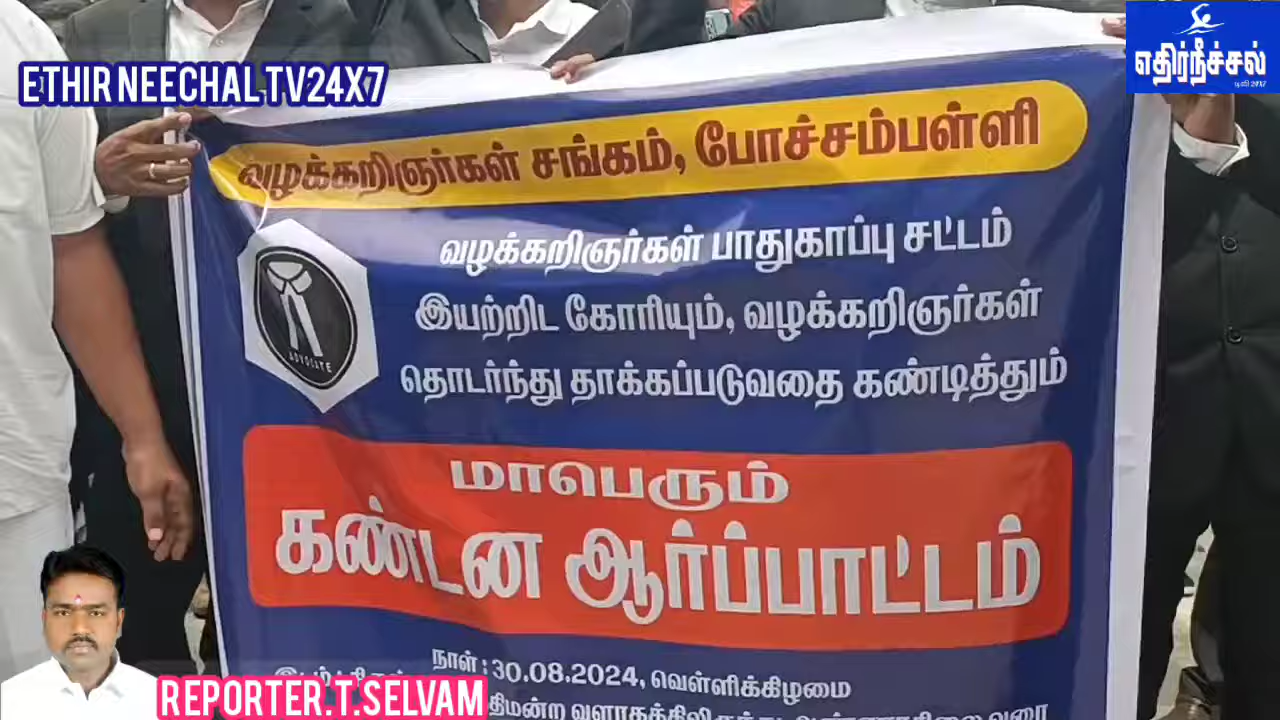 ETHIR NEECHAL TV24X7
எதிர்நீச்சல்
டிவி 24X7
வழக்கறிஞர்கள் சங்கம், போச்சம்பள்ளி
ADVOCATE
வழக்கறிஞர்கள் பாதுகாப்பு சட்டம்
இயற்றிட கோரியும், வழக்கறிஞர்கள்
தொடர்ந்து தாக்கப்படுவதை கண்டித்தும்
மாபெரும்
கண்டன ஆர்ப்பாட்டம்
நாள் : 30.08.2024, வெள்ளிக்கிழமை
REPORTER.T.SELVAM